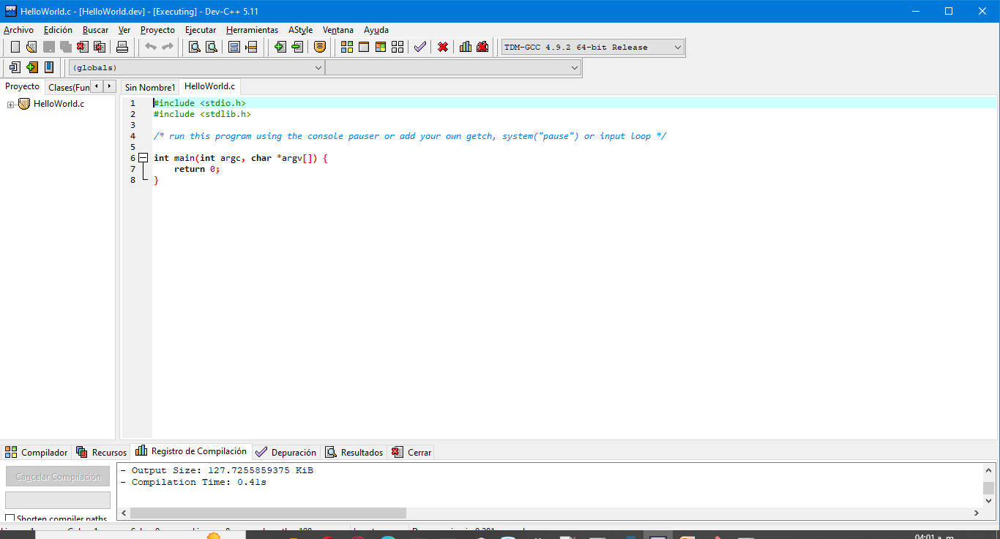 HelloWorld.c - [HelloWorld.dev] - [Executing] - Dev-C++ 5.11
Archivo Edición Buscar Ver Proyecto Ejecutar Herramientas AStyle Ventana Ayuda
TDM-GCC 4.9.2 64-bit Release
(globals)
Proyecto Clases(Fun Sin Nombre1 HelloWorld.c
HelloWorld.c
1 #include <stdio.h>
2 #include <stdlib.h>
3
4 /* run this program using the console pauser or add your own getch, system("pause") or input loop */
5
6 int main(int argc, char *argv[]) {
7 return 0;
8 }
Compilador Recursos Registro de Compilación Depuración Resultados Cerrar
Cancelar Compilación
- Output Size: 127.7255859375 KiB
- Compilation Time: 0.41s
Shorten compiler paths
04:01 a. m.